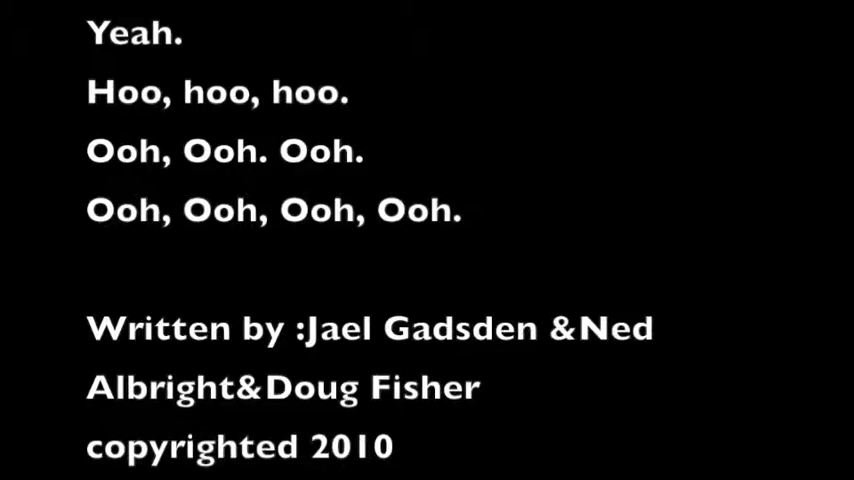 Yeah.
Hoo, hoo, hoo.
Ooh, Ooh. Ooh.
Ooh, Ooh, Ooh, Ooh.
Written by :Jael Gadsden &Ned
Albright&Doug Fisher
copyrighted 2010